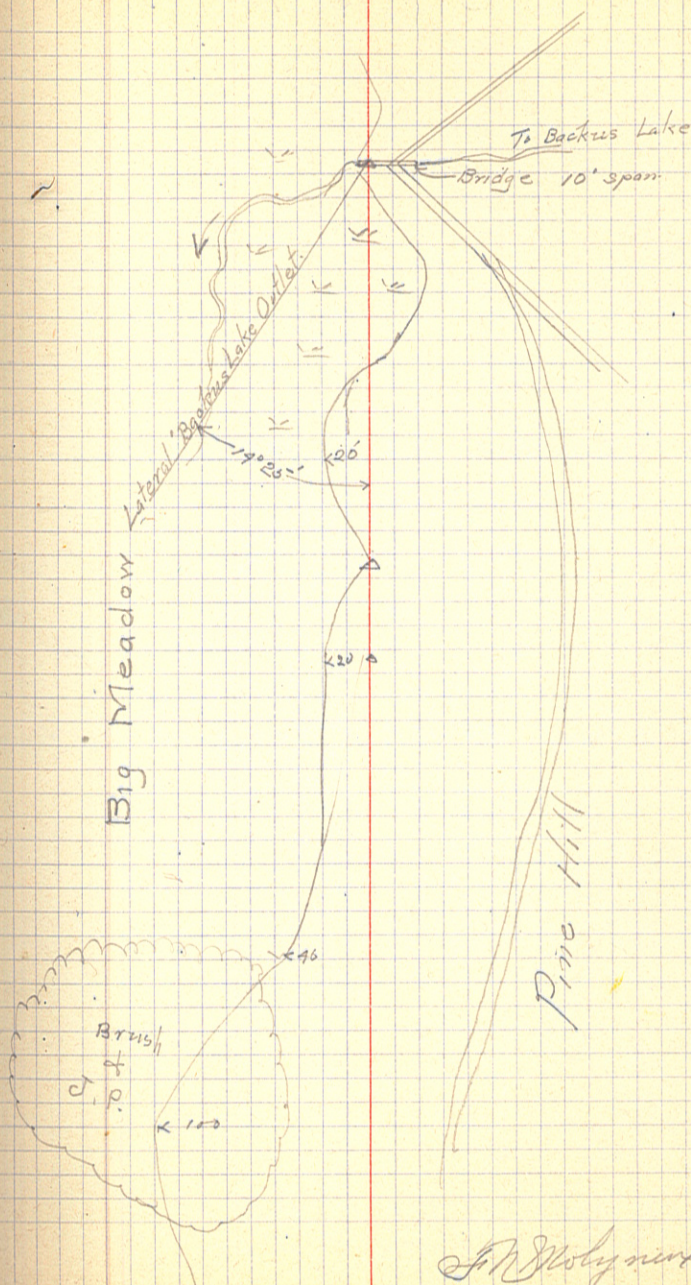 To Backus Lake
Bridge 10' span
Lateral Backus Lake Outlet.
14° 25'
20'
20
Big Meadow
Pine Hill
46
Brush
100